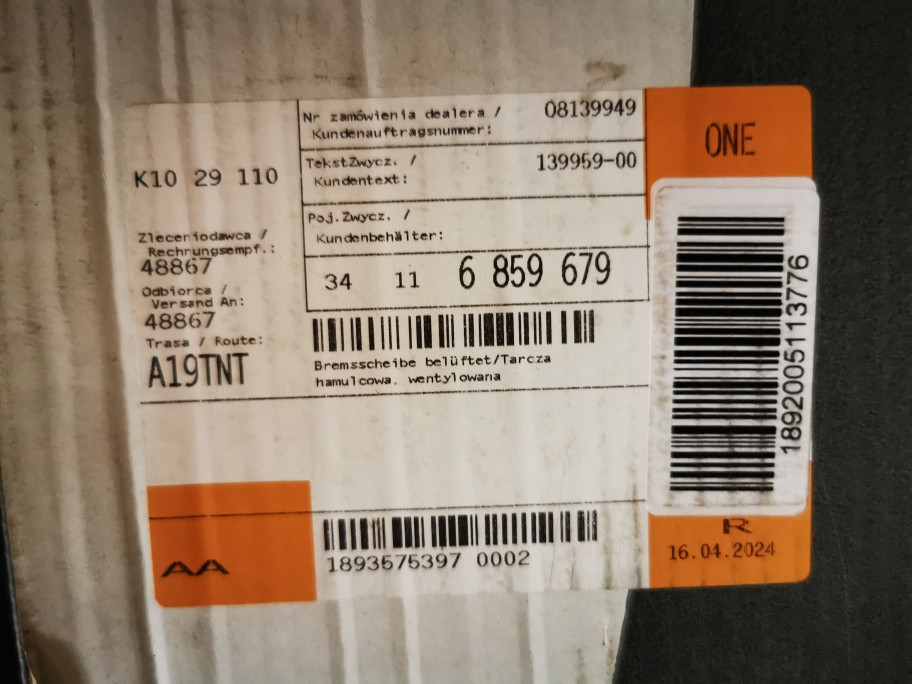 K10 29 110
Zleceniodawca /
Rechnungsempf.:
48867
Odbiorca /
Versand An:
48867
Trasa / Route:
A19TNT
Nr zamówienia dealera /
Kundenauftragsnummer:
08139949
TekstZwycz. /
Kundentext:
139959-00
Poj.Zwycz. /
Kundenbehälter:
34 11 6 859 679
Bremsscheibe belüftet/Tarcza
hamulcowa. wentylowana
ONE
1892005113776
AA
1893575397 0002
R
16.04.2024